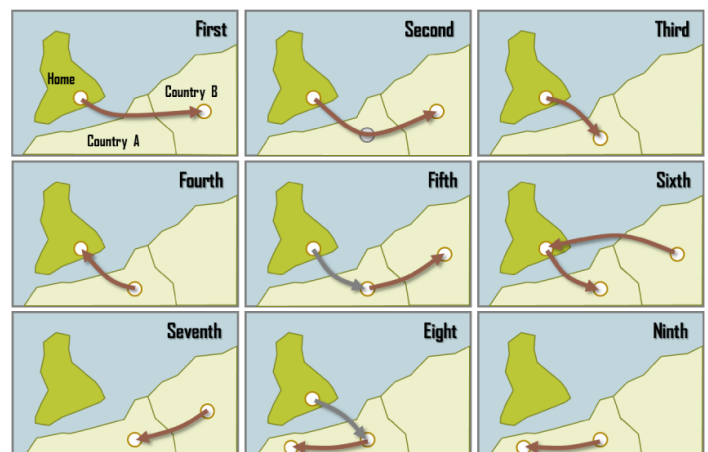 First
Home
Country B
Country A
Second
Third
Fourth
Fifth
Sixth
Seventh
Eight
Ninth